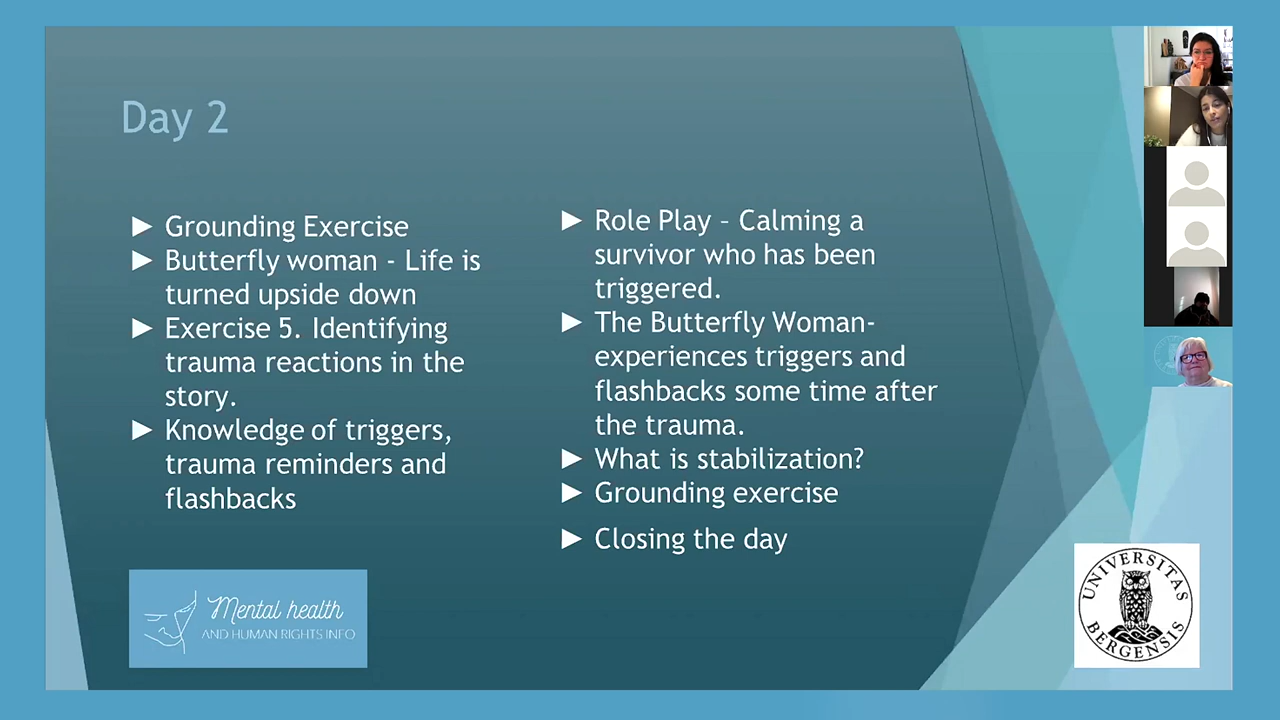 Day 2
► Grounding Exercise
► Butterfly woman - Life is
turned upside down
► Exercise 5. Identifying
trauma reactions in the
story.
► Knowledge of triggers,
trauma reminders and
flashbacks
► Role Play – Calming a
survivor who has been
triggered.
► The Butterfly Woman-
experiences triggers and
flashbacks some time after
the trauma.
► What is stabilization?
► Grounding exercise
► Closing the day
Mental health
AND HUMAN RIGHTS INFO
UNIVERSITAS
BERGENSIS